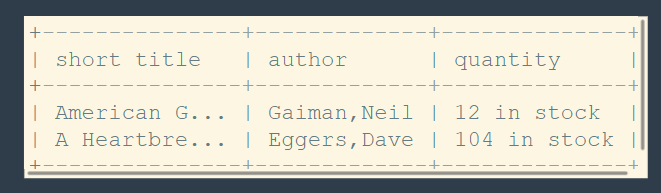 +---------------+-------------+--------------+
| short title   | author      | quantity     |
+---------------+-------------+--------------+
| American G... | Gaiman,Neil | 12 in stock  |
| A Heartbre... | Eggers,Dave | 104 in stock |
+---------------+-------------+--------------+